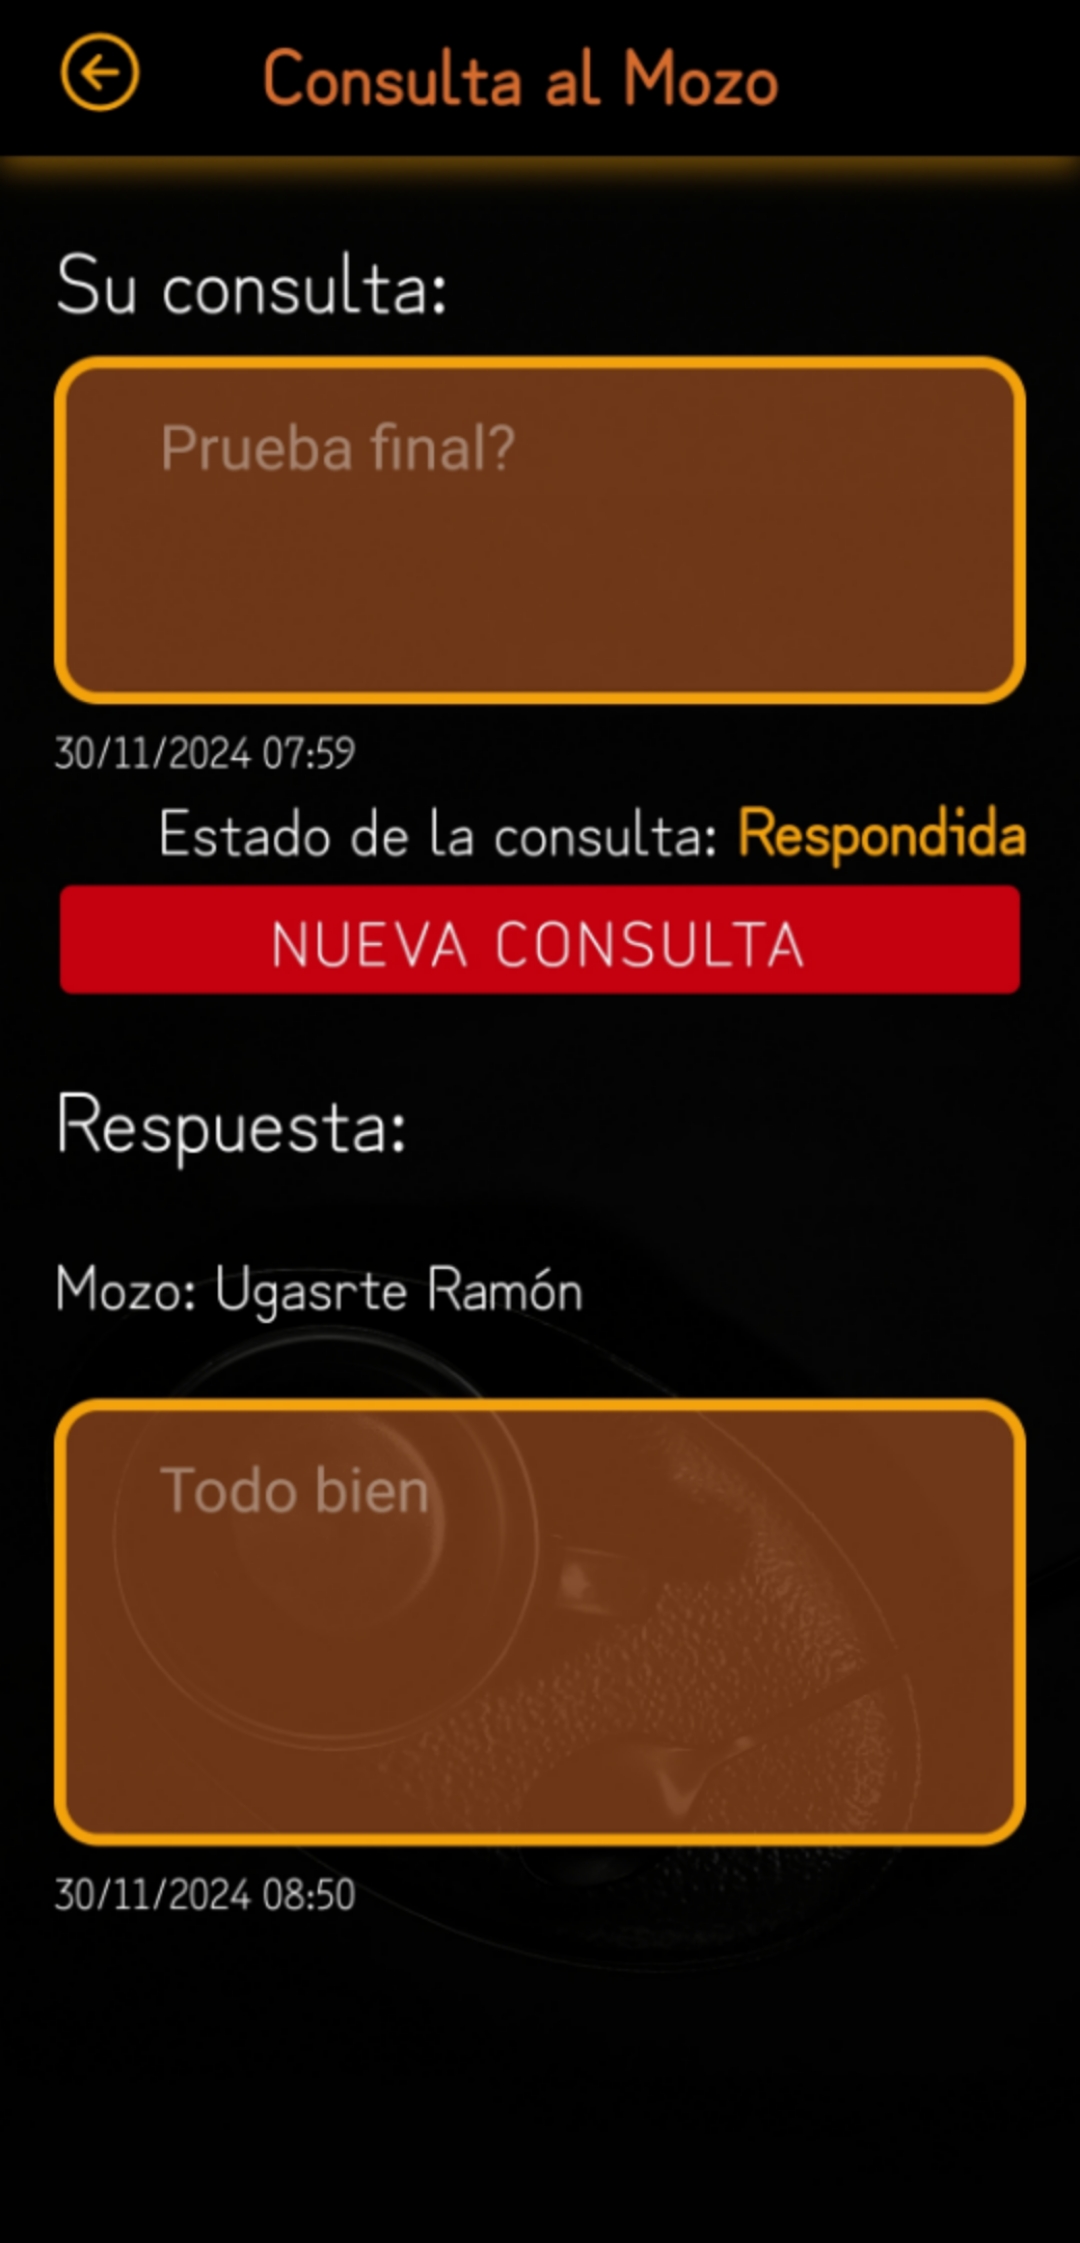 Consulta al Mozo
Su consulta:
Prueba final?
30/11/2024 07:59
Estado de la consulta: Respondida
NUEVA CONSULTA
Respuesta:
Mozo: Ugasrte Ramón
Todo bien
30/11/2024 08:50